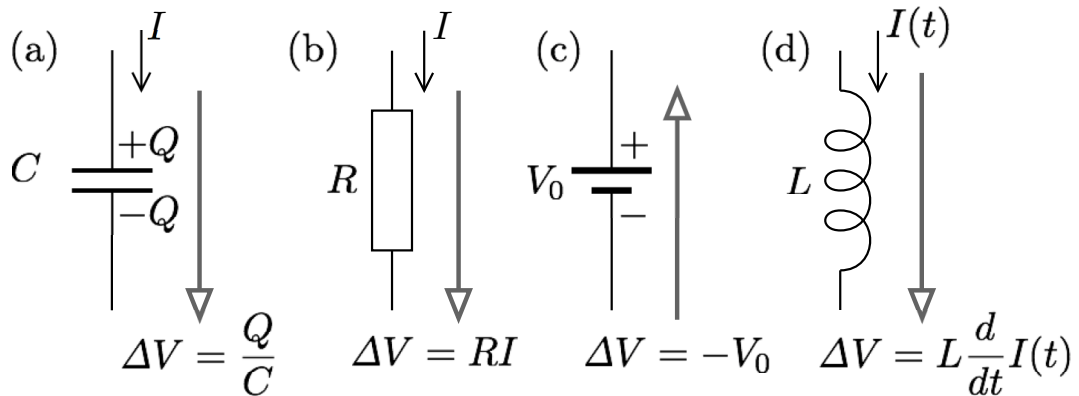 (a) I
C +Q
−Q
ΔV = Q/C
(b) I
R
ΔV = RI
(c)
+
V₀
−
ΔV = −V₀
(d) I(t)
L
ΔV = L d/dt I(t)